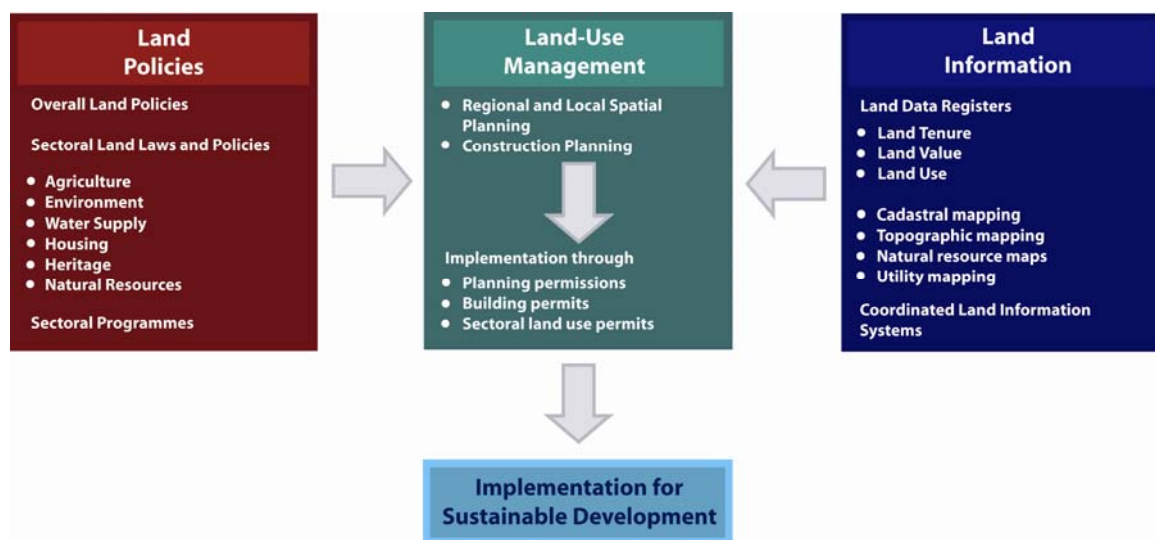 Land
Policies
Overall Land Policies
Sectoral Land Laws and Policies
Agriculture
Environment
Water Supply
Housing
Heritage
Natural Resources
Sectoral Programmes
Land-Use
Management
Regional and Local Spatial
Planning
Construction Planning
Implementation through
Planning permissions
Building permits
Sectoral land use permits
Land
Information
Land Data Registers
Land Tenure
Land Value
Land Use
Cadastral mapping
Topographic mapping
Natural resource maps
Utility mapping
Coordinated Land Information
Systems
Implementation for
Sustainable Development